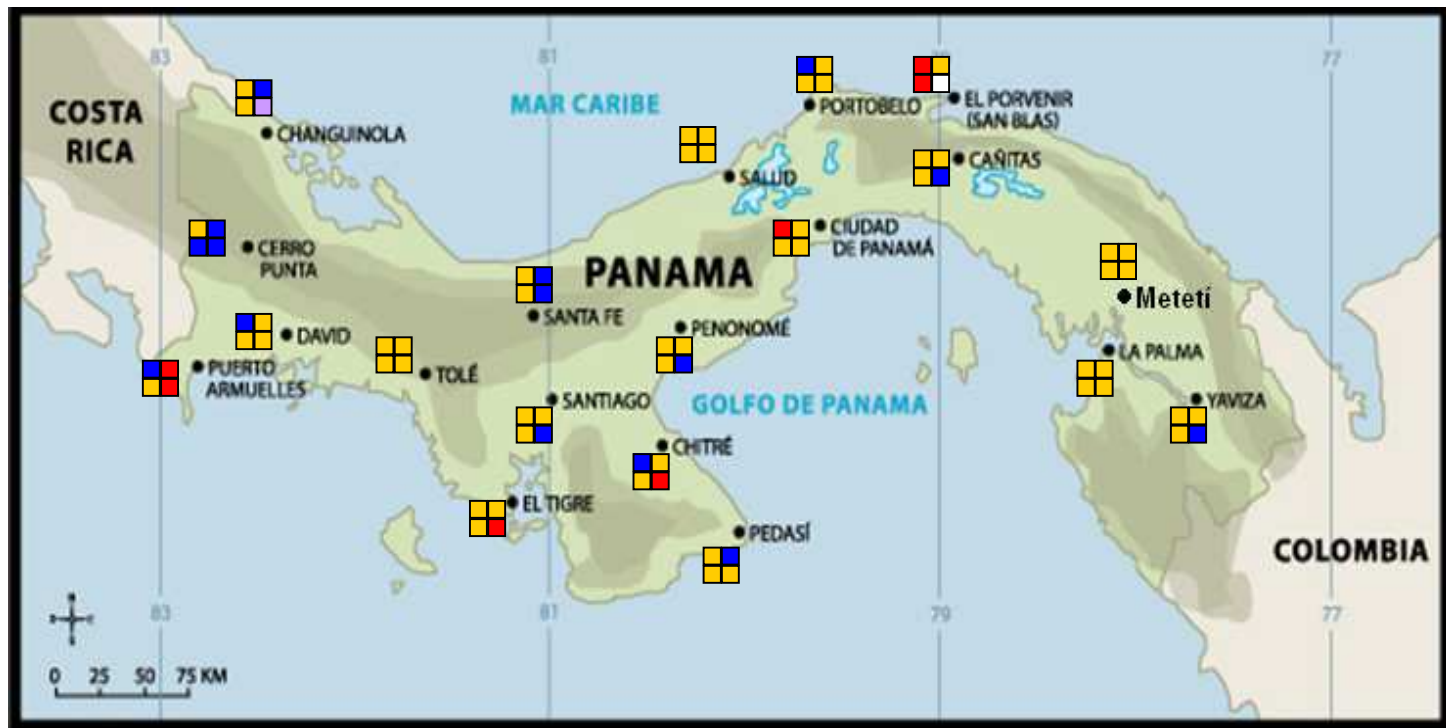 83
81
79
77
COSTA
RICA
MAR CARIBE
PORTOBELO
EL PORVENIR
(SAN BLAS)
CHANGUINOLA
CAÑITAS
SALUD
CERRO
PUNTA
CIUDAD
DE PANAMÁ
PANAMA
Metetí
SANTA FE
PENONOMÉ
DAVID
LA PALMA
PUERTO
ARMUELLES
TOLÉ
SANTIAGO
GOLFO DE PANAMA
YAVIZA
CHITRÉ
EL TIGRE
PEDASÍ
COLOMBIA
83
81
79
77
0 25 50 75 KM